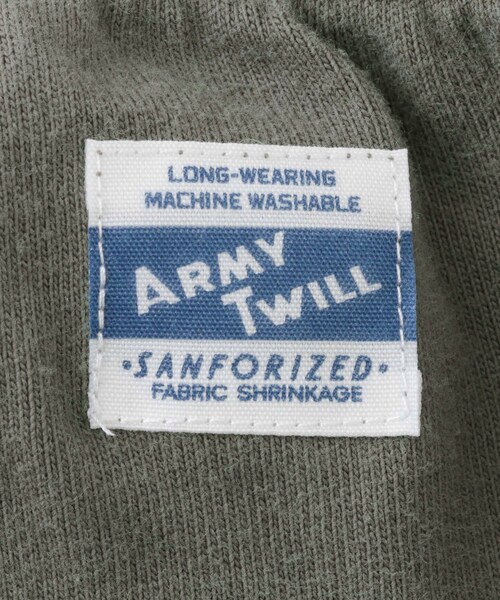 LONG-WEARING
MACHINE WASHABLE
ARMY
TWILL
•SANFORIZED•
FABRIC SHRINKAGE